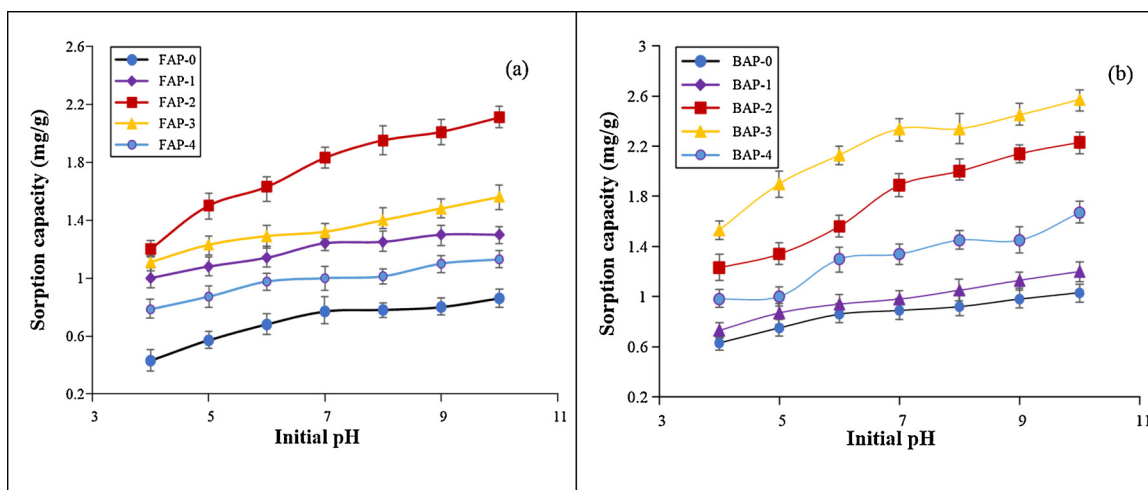 2.6
2.2
1.8
1.4
1
0.6
0.2
3
5
7
9
11
Sorption capacity (mg/g)
Initial pH
FAP-0
FAP-1
FAP-2
FAP-3
FAP-4
(a)
3
2.6
2.2
1.8
1.4
1
0.6
0.2
3
5
7
9
11
Sorption capacity (mg/g)
Initial pH
BAP-0
BAP-1
BAP-2
BAP-3
BAP-4
(b)